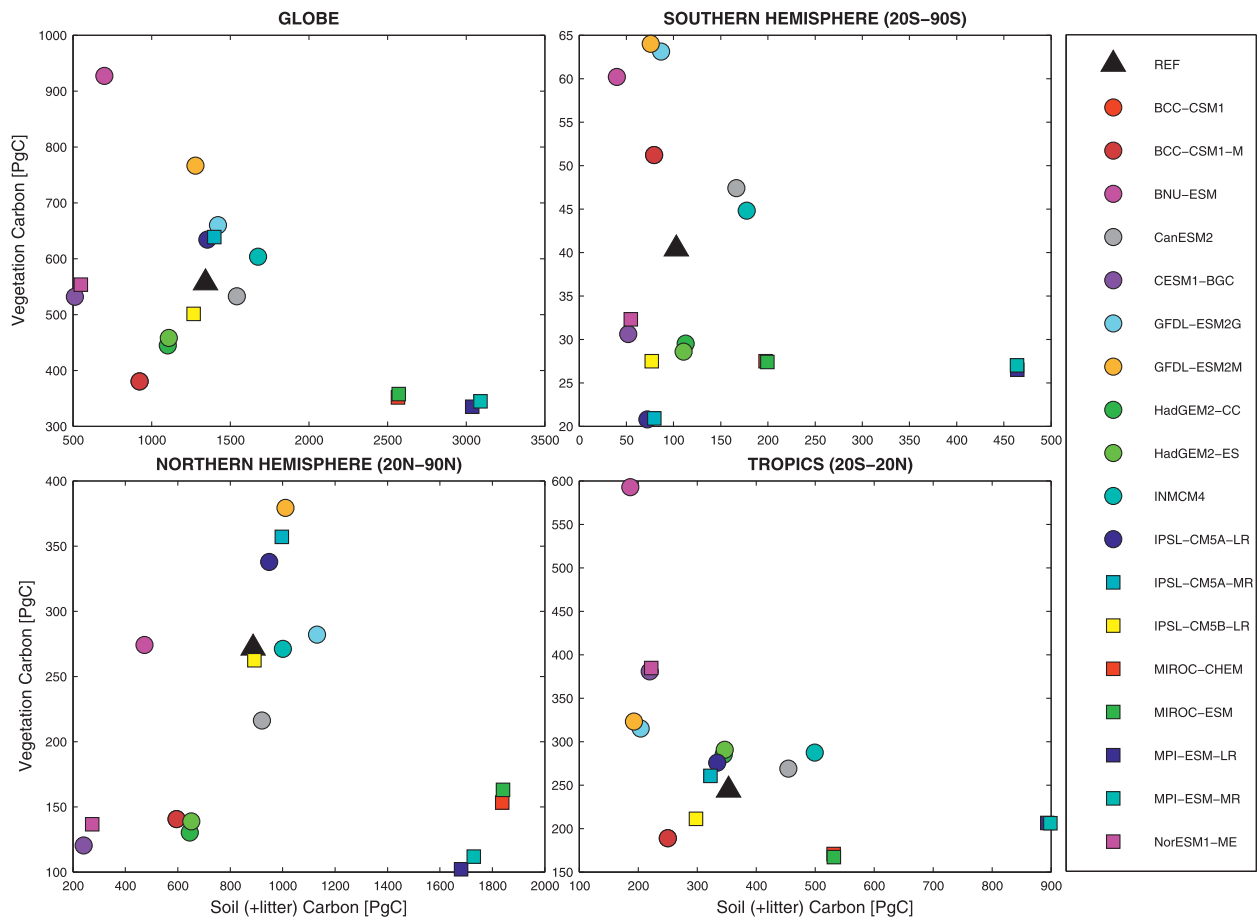 GLOBE
1000
900
800
700
600
500
400
300
500
1000
1500
2000
2500
3000
3500
Vegetation Carbon [PgC]
SOUTHERN HEMISPHERE (20S−90S)
65
60
55
50
45
40
35
30
25
20
0
50
100
150
200
250
300
350
400
450
500
NORTHERN HEMISPHERE (20N−90N)
400
350
300
250
200
150
100
200
400
600
800
1000
1200
1400
1600
1800
2000
Vegetation Carbon [PgC]
Soil (+litter) Carbon [PgC]
TROPICS (20S−20N)
600
550
500
450
400
350
300
250
200
150
100
200
300
400
500
600
700
800
900
Soil (+litter) Carbon [PgC]
REF
BCC−CSM1
BCC−CSM1−M
BNU−ESM
CanESM2
CESM1−BGC
GFDL−ESM2G
GFDL−ESM2M
HadGEM2−CC
HadGEM2−ES
INMCM4
IPSL−CM5A−LR
IPSL−CM5A−MR
IPSL−CM5B−LR
MIROC−CHEM
MIROC−ESM
MPI−ESM−LR
MPI−ESM−MR
NorESM1−ME